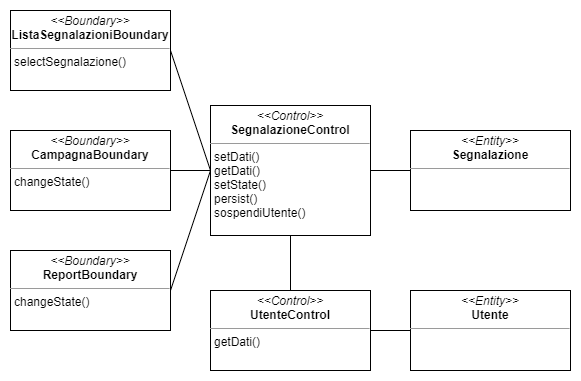 <<Boundary>>
ListaSegnalazioniBoundary
selectSegnalazione()
<<Boundary>>
CampagnaBoundary
changeState()
<<Boundary>>
ReportBoundary
changeState()
<<Control>>
SegnalazioneControl
setDati()
getDati()
setState()
persist()
sospendiUtente()
<<Entity>>
Segnalazione
<<Control>>
UtenteControl
getDati()
<<Entity>>
Utente